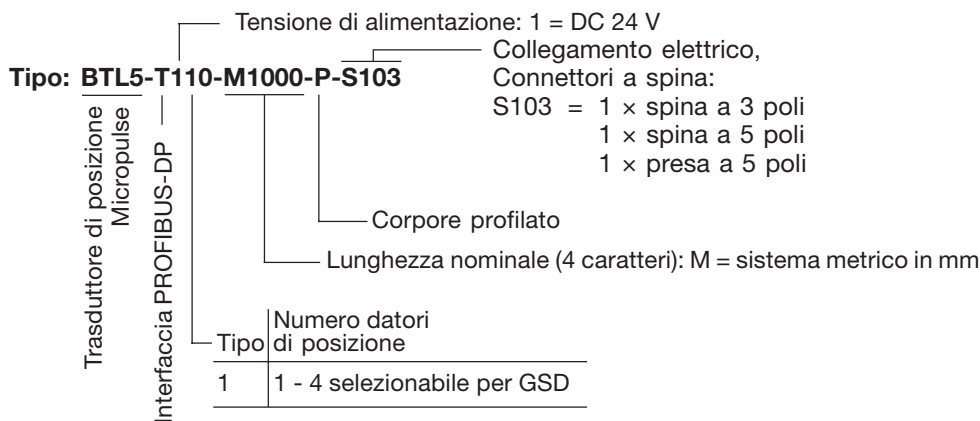 Tensione di alimentazione: 1 = DC 24 V
Collegamento elettrico,
Connettori a spina:
S103 = 1 × spina a 3 poli
1 × spina a 5 poli
1 × presa a 5 poli
Tipo: BTL5-T110-M1000-P-S103
Trasduttore di posizione
Micropulse
Interfaccia PROFIBUS-DP
Corpore profilato
Lunghezza nominale (4 caratteri): M = sistema metrico in mm
Numero datori
Tipo di posizione
1 1 - 4 selezionabile per GSD